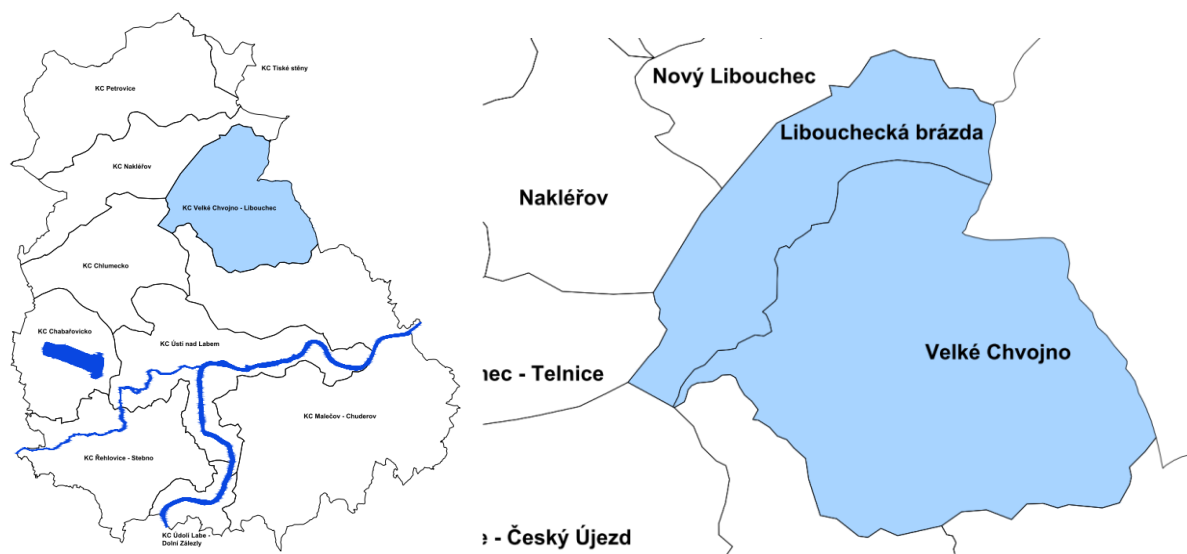 KC Tiské stěny
KC Petrovice
KC Nakléřov
KC Velké Chvojno - Libouchec
KC Chlumecko
KC Chabařovicko
KC Ústí nad Labem
KC Malečov - Chuderov
KC Řehlovice - Stebno
KC Údolí Labe -
Dolní Zálezly
Nový Libouchec
Libouchecká brázda
Nakléřov
Velké Chvojno
nec - Telnice
e - Český Újezd